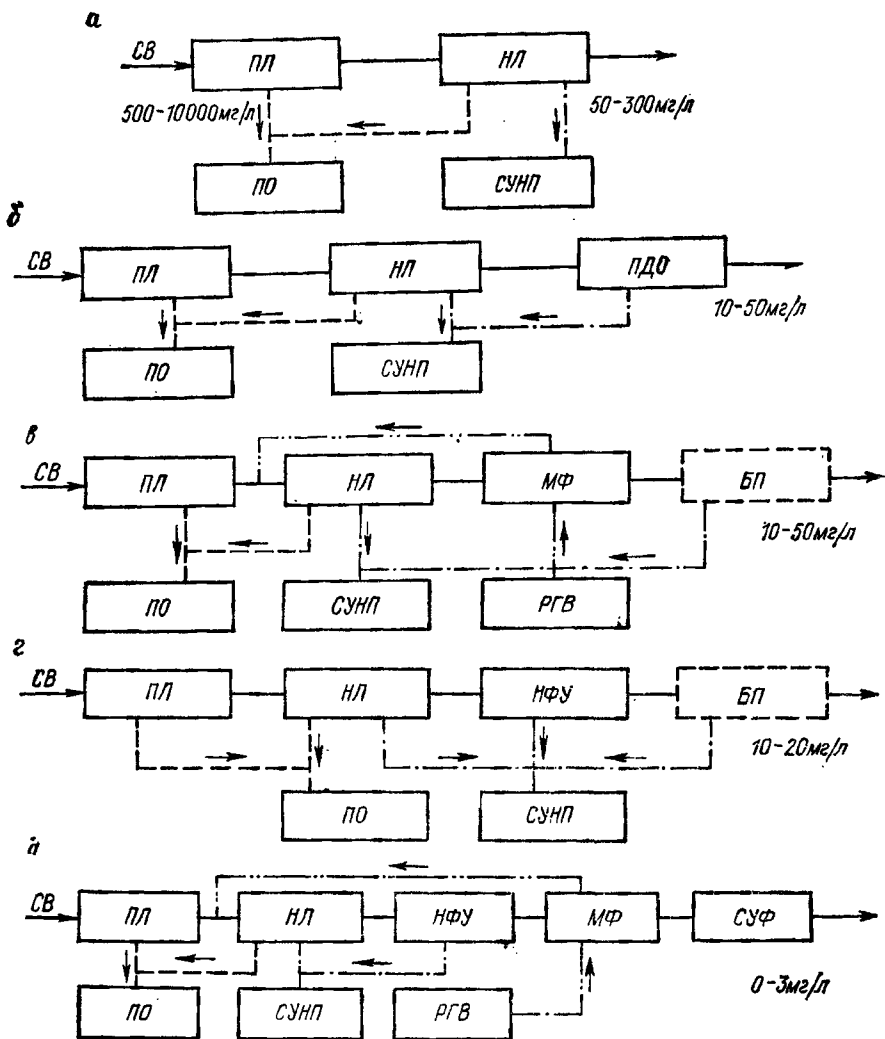 а
СВ ПЛ НЛ
500-10000мг/л 50-300мг/л
ПО СУНП
б
СВ ПЛ НЛ ПДО
10-50мг/л
ПО СУНП
в
СВ ПЛ НЛ МФ БП
10-50мг/л
ПО СУНП РГВ
г
СВ ПЛ НЛ НФУ БП
10-20мг/л
ПО СУНП
д
СВ ПЛ НЛ НФУ МФ СУФ
0-3мг/л
ПО СУНП РГВ